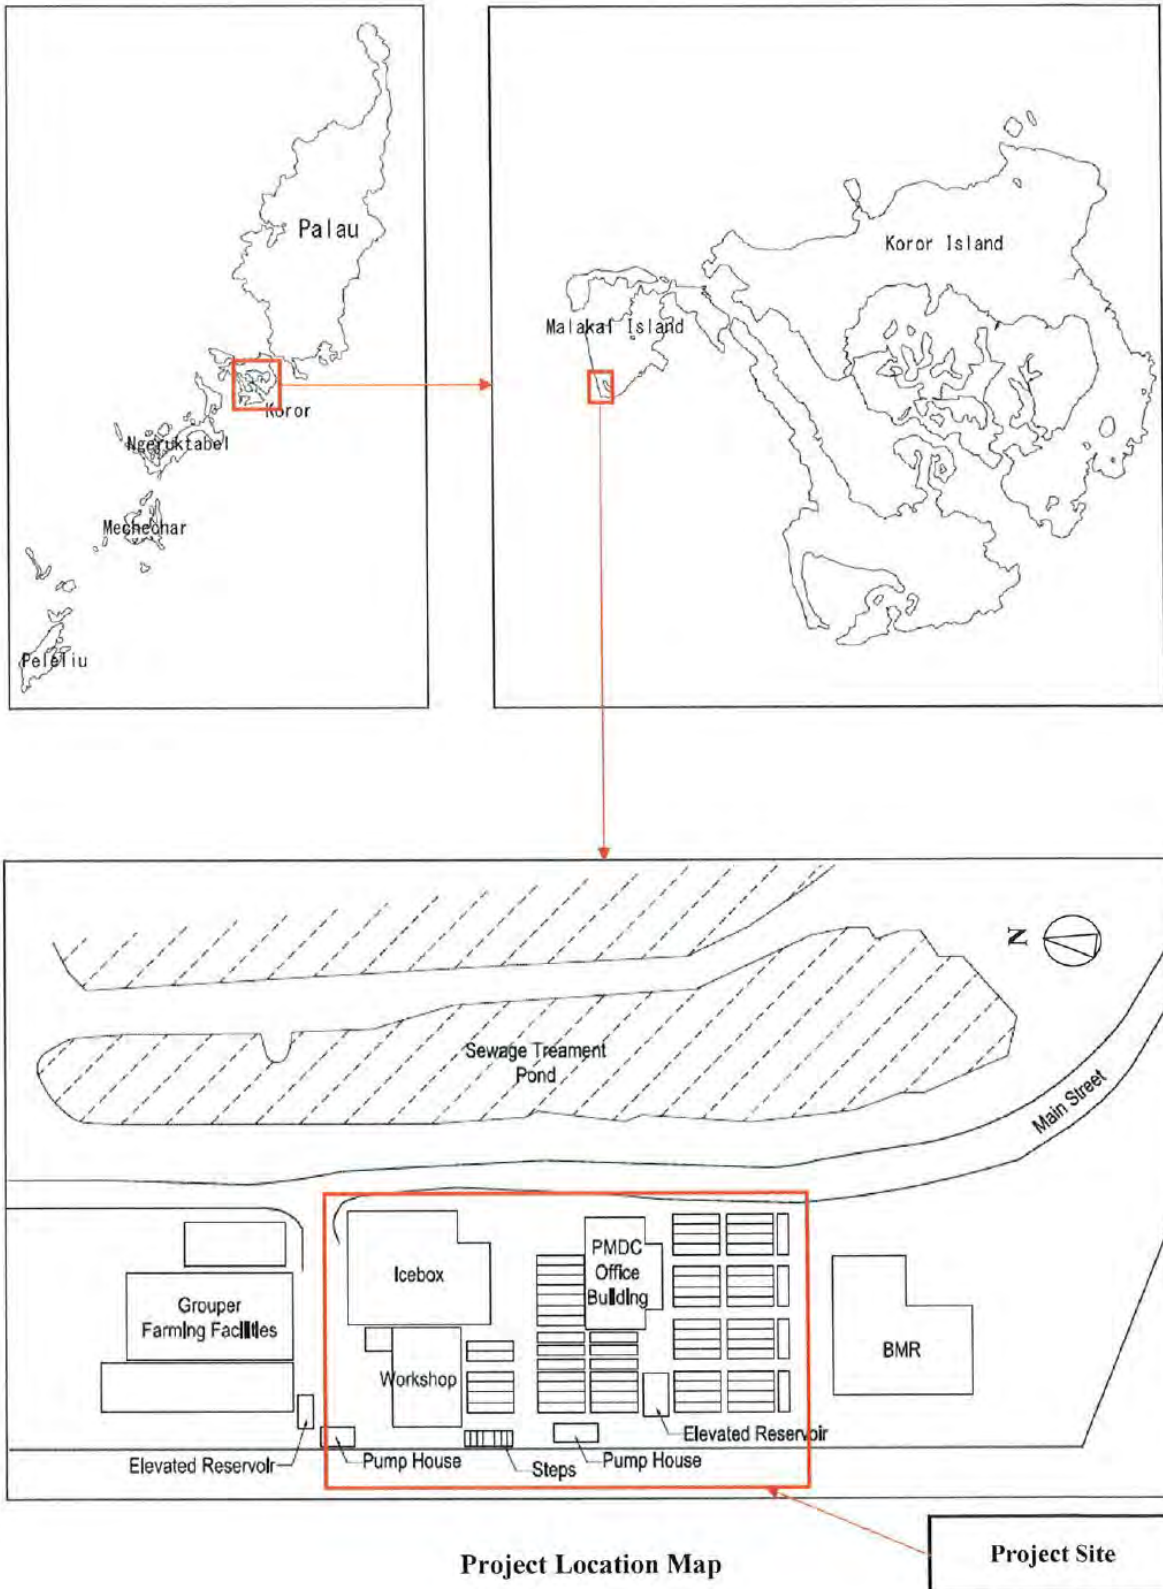 Palau
Koror
Ngeruktabel
Mechechar
Peleliu
Koror Island
Malakal Island
N
Sewage Treament
Pond
Main Street
Icebox
PMDC
Office
Building
Grouper
Farming Facilities
Workshop
BMR
Elevated Reservoir
Elevated Reservoir
Pump House
Steps
Pump House
Project Location Map
Project Site